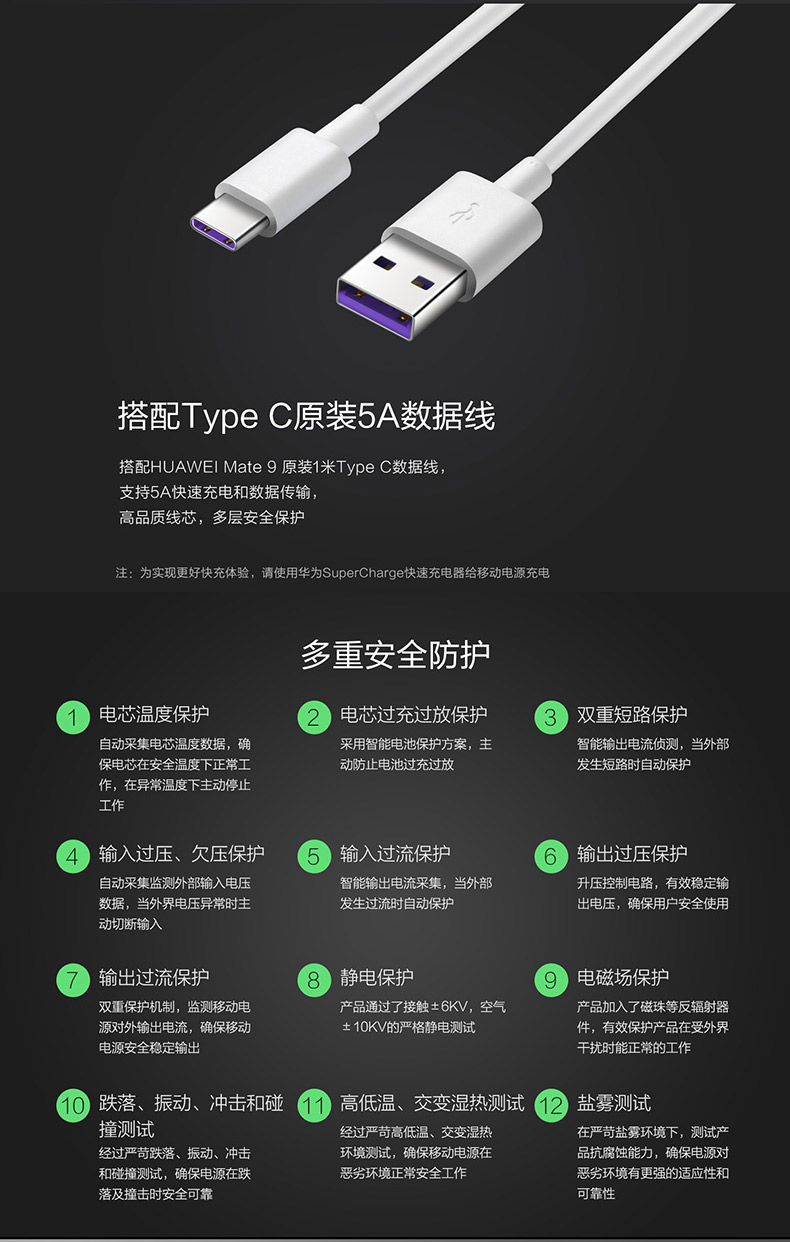 搭配Type C原装5A数据线
搭配HUAWEI Mate 9 原装1米Type C数据线，
支持5A快速充电和数据传输，
高品质线芯，多层安全保护
注：为实现更好快充体验，请使用华为SuperCharge快速充电器给移动电源充电
多重安全防护
1 电芯温度保护
自动采集电芯温度数据，确
保电芯在安全温度下正常工
作，在异常温度下主动停止
工作
2 电芯过充过放保护
采用智能电池保护方案，主
动防止电池过充过放
3 双重短路保护
智能输出电流侦测，当外部
发生短路时自动保护
4 输入过压、欠压保护
自动采集监测外部输入电压
数据，当外界电压异常时主
动切断输入
5 输入过流保护
智能输出电流采集，当外部
发生过流时自动保护
6 输出过压保护
升压控制电路，有效稳定输
出电压，确保用户安全使用
7 输出过流保护
双重保护机制，监测移动电
源对外输出电流，确保移动
电源安全稳定输出
8 静电保护
产品通过了接触±6KV，空气
±10KV的严格静电测试
9 电磁场保护
产品加入了磁珠等反辐射器
件，有效保护产品在受外界
干扰时能正常的工作
10 跌落、振动、冲击和碰
撞测试
经过严苛跌落、振动、冲击
和碰撞测试，确保电源在跌
落及撞击时安全可靠
11 高低温、交变湿热测试
经过严苛高低温、交变湿热
环境测试，确保移动电源在
恶劣环境正常安全工作
12 盐雾测试
在严苛盐雾环境下，测试产
品抗腐蚀能力，确保电源对
恶劣环境有更强的适应性和
可靠性